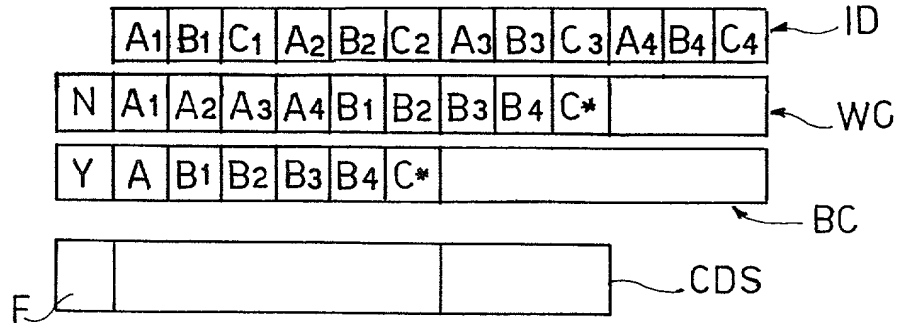 A1 B1 C1 A2 B2 C2 A3 B3 C3 A4 B4 C4 ID
N A1 A2 A3 A4 B1 B2 B3 B4 C* WC
Y A B1 B2 B3 B4 C*
BC
CDS
F